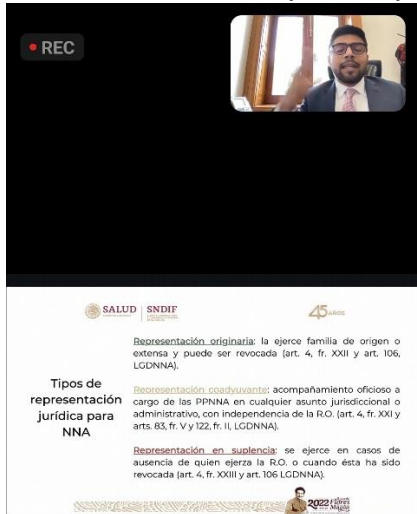 REC
SALUD
SNDIF
45 AÑOS
Tipos de
representación
jurídica para
NNA
Representación originaria: la ejerce familia de origen o
extensa y puede ser revocada (art. 4, fr. XXII y art. 106,
LGDNNA).
Representación coadyuvante: acompañamiento oficioso a
cargo de las PPNNA en cualquier asunto jurisdiccional o
administrativo, con independencia de la R.O. (art. 4, fr. XXI y
arts. 83, fr. V y 122, fr. II, LGDNNA).
Representación en suplencia: se ejerce en casos de
ausencia de quien ejerza la R.O. o cuando ésta ha sido
revocada (art. 4, fr. XXIII y art. 106 LGDNNA).
2022 Flores
Magón